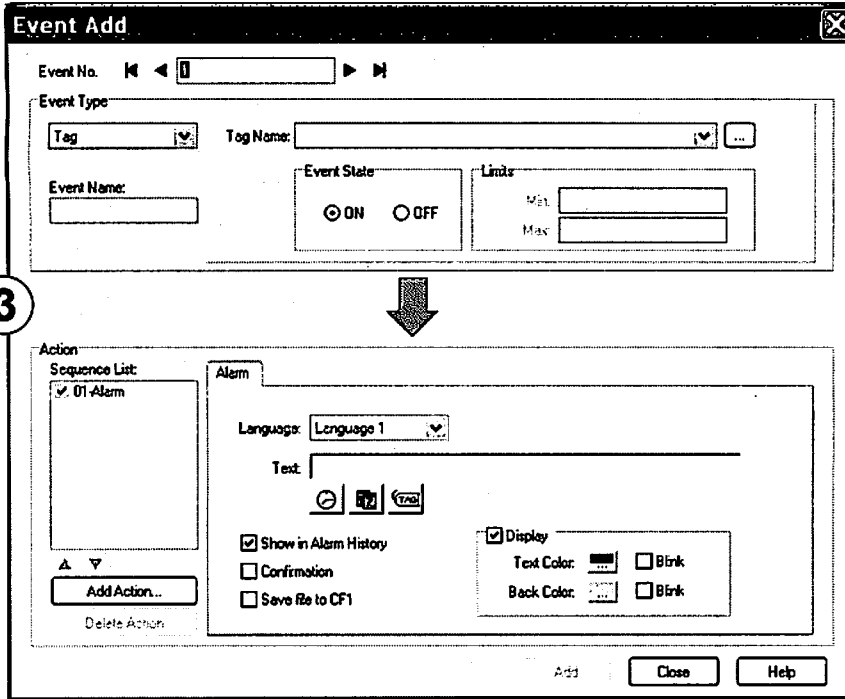 Event Add
Event No. 1
Event Type
Tag
Tag Name:
...
Event Name:
Event State
ON OFF
Limits
Min:
Max:
3
Action
Sequence List:
01-Alarm
Alarm
Language: Language 1
Text:
TAG
Show in Alarm History
Confirmation
Save file to CF1
Display
Text Color: ... Blink
Back Color: ... Blink
Add Action...
Delete Action
Add Close Help